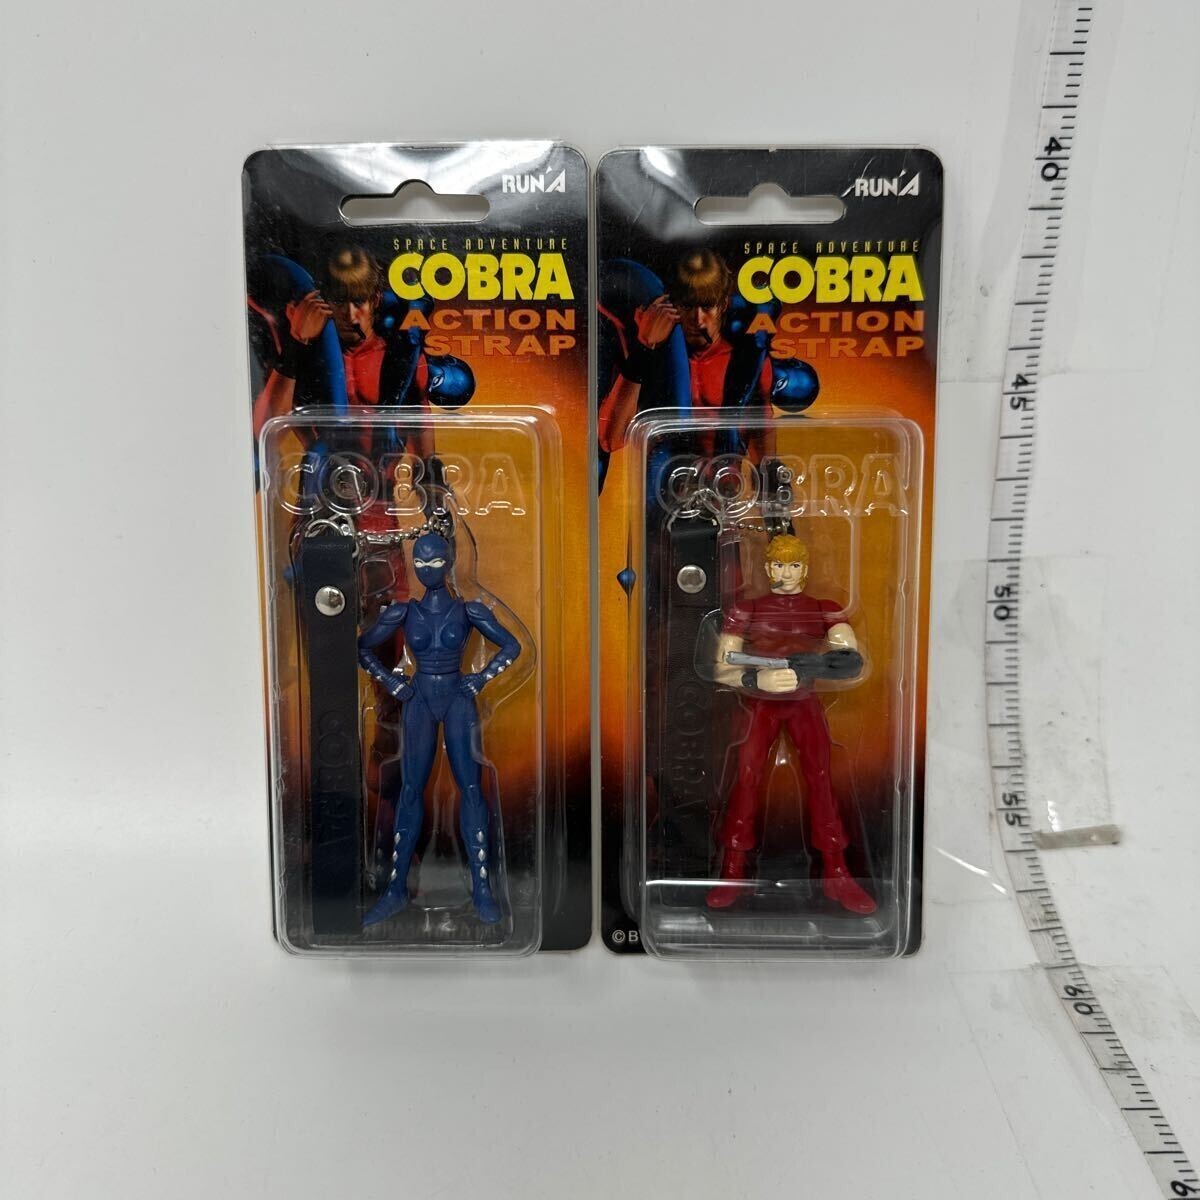 RUN'A
SPACE ADVENTURE
COBRA
ACTION
STRAP
COBRA
COBRA
RUN'A
SPACE ADVENTURE
COBRA
ACTION
STRAP
COBRA
COBRA
©B
40
45
50
55
60